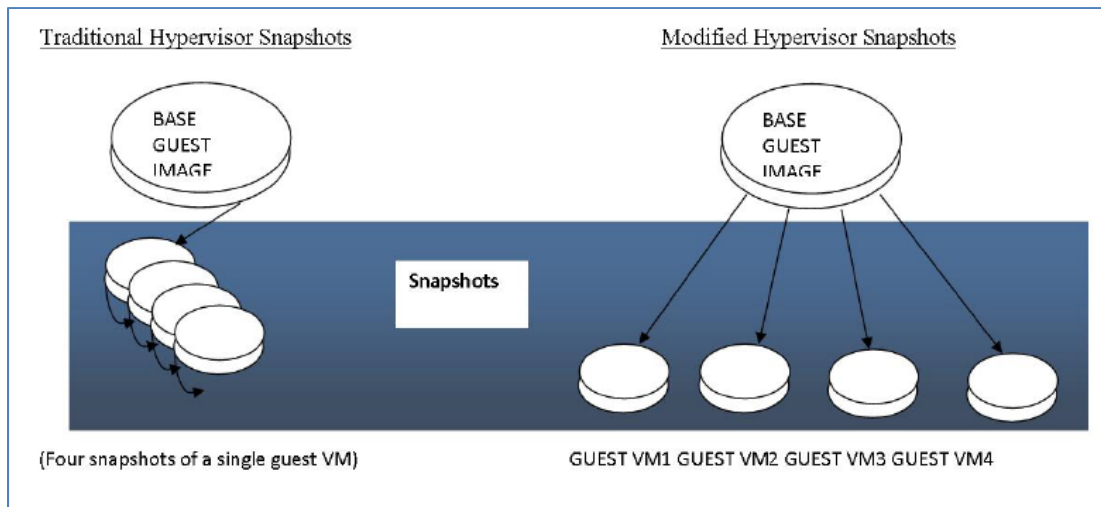 Traditional Hypervisor Snapshots
Modified Hypervisor Snapshots
BASE
GUEST
IMAGE
BASE
GUEST
IMAGE
Snapshots
(Four snapshots of a single guest VM)
GUEST VM1 GUEST VM2 GUEST VM3 GUEST VM4